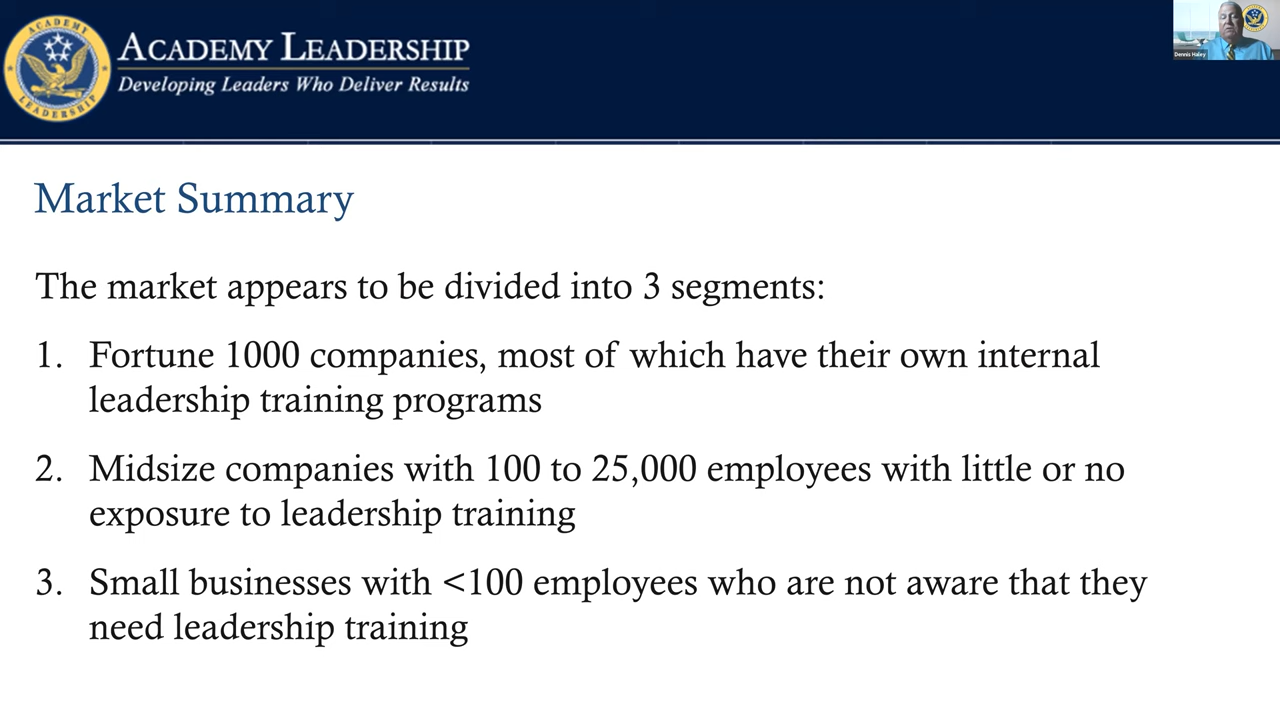 ACADEMY
LEADERSHIP
ACADEMY LEADERSHIP
Developing Leaders Who Deliver Results
Dennis Haley
Market Summary
The market appears to be divided into 3 segments:
1. Fortune 1000 companies, most of which have their own internal
leadership training programs
2. Midsize companies with 100 to 25,000 employees with little or no
exposure to leadership training
3. Small businesses with <100 employees who are not aware that they
need leadership training